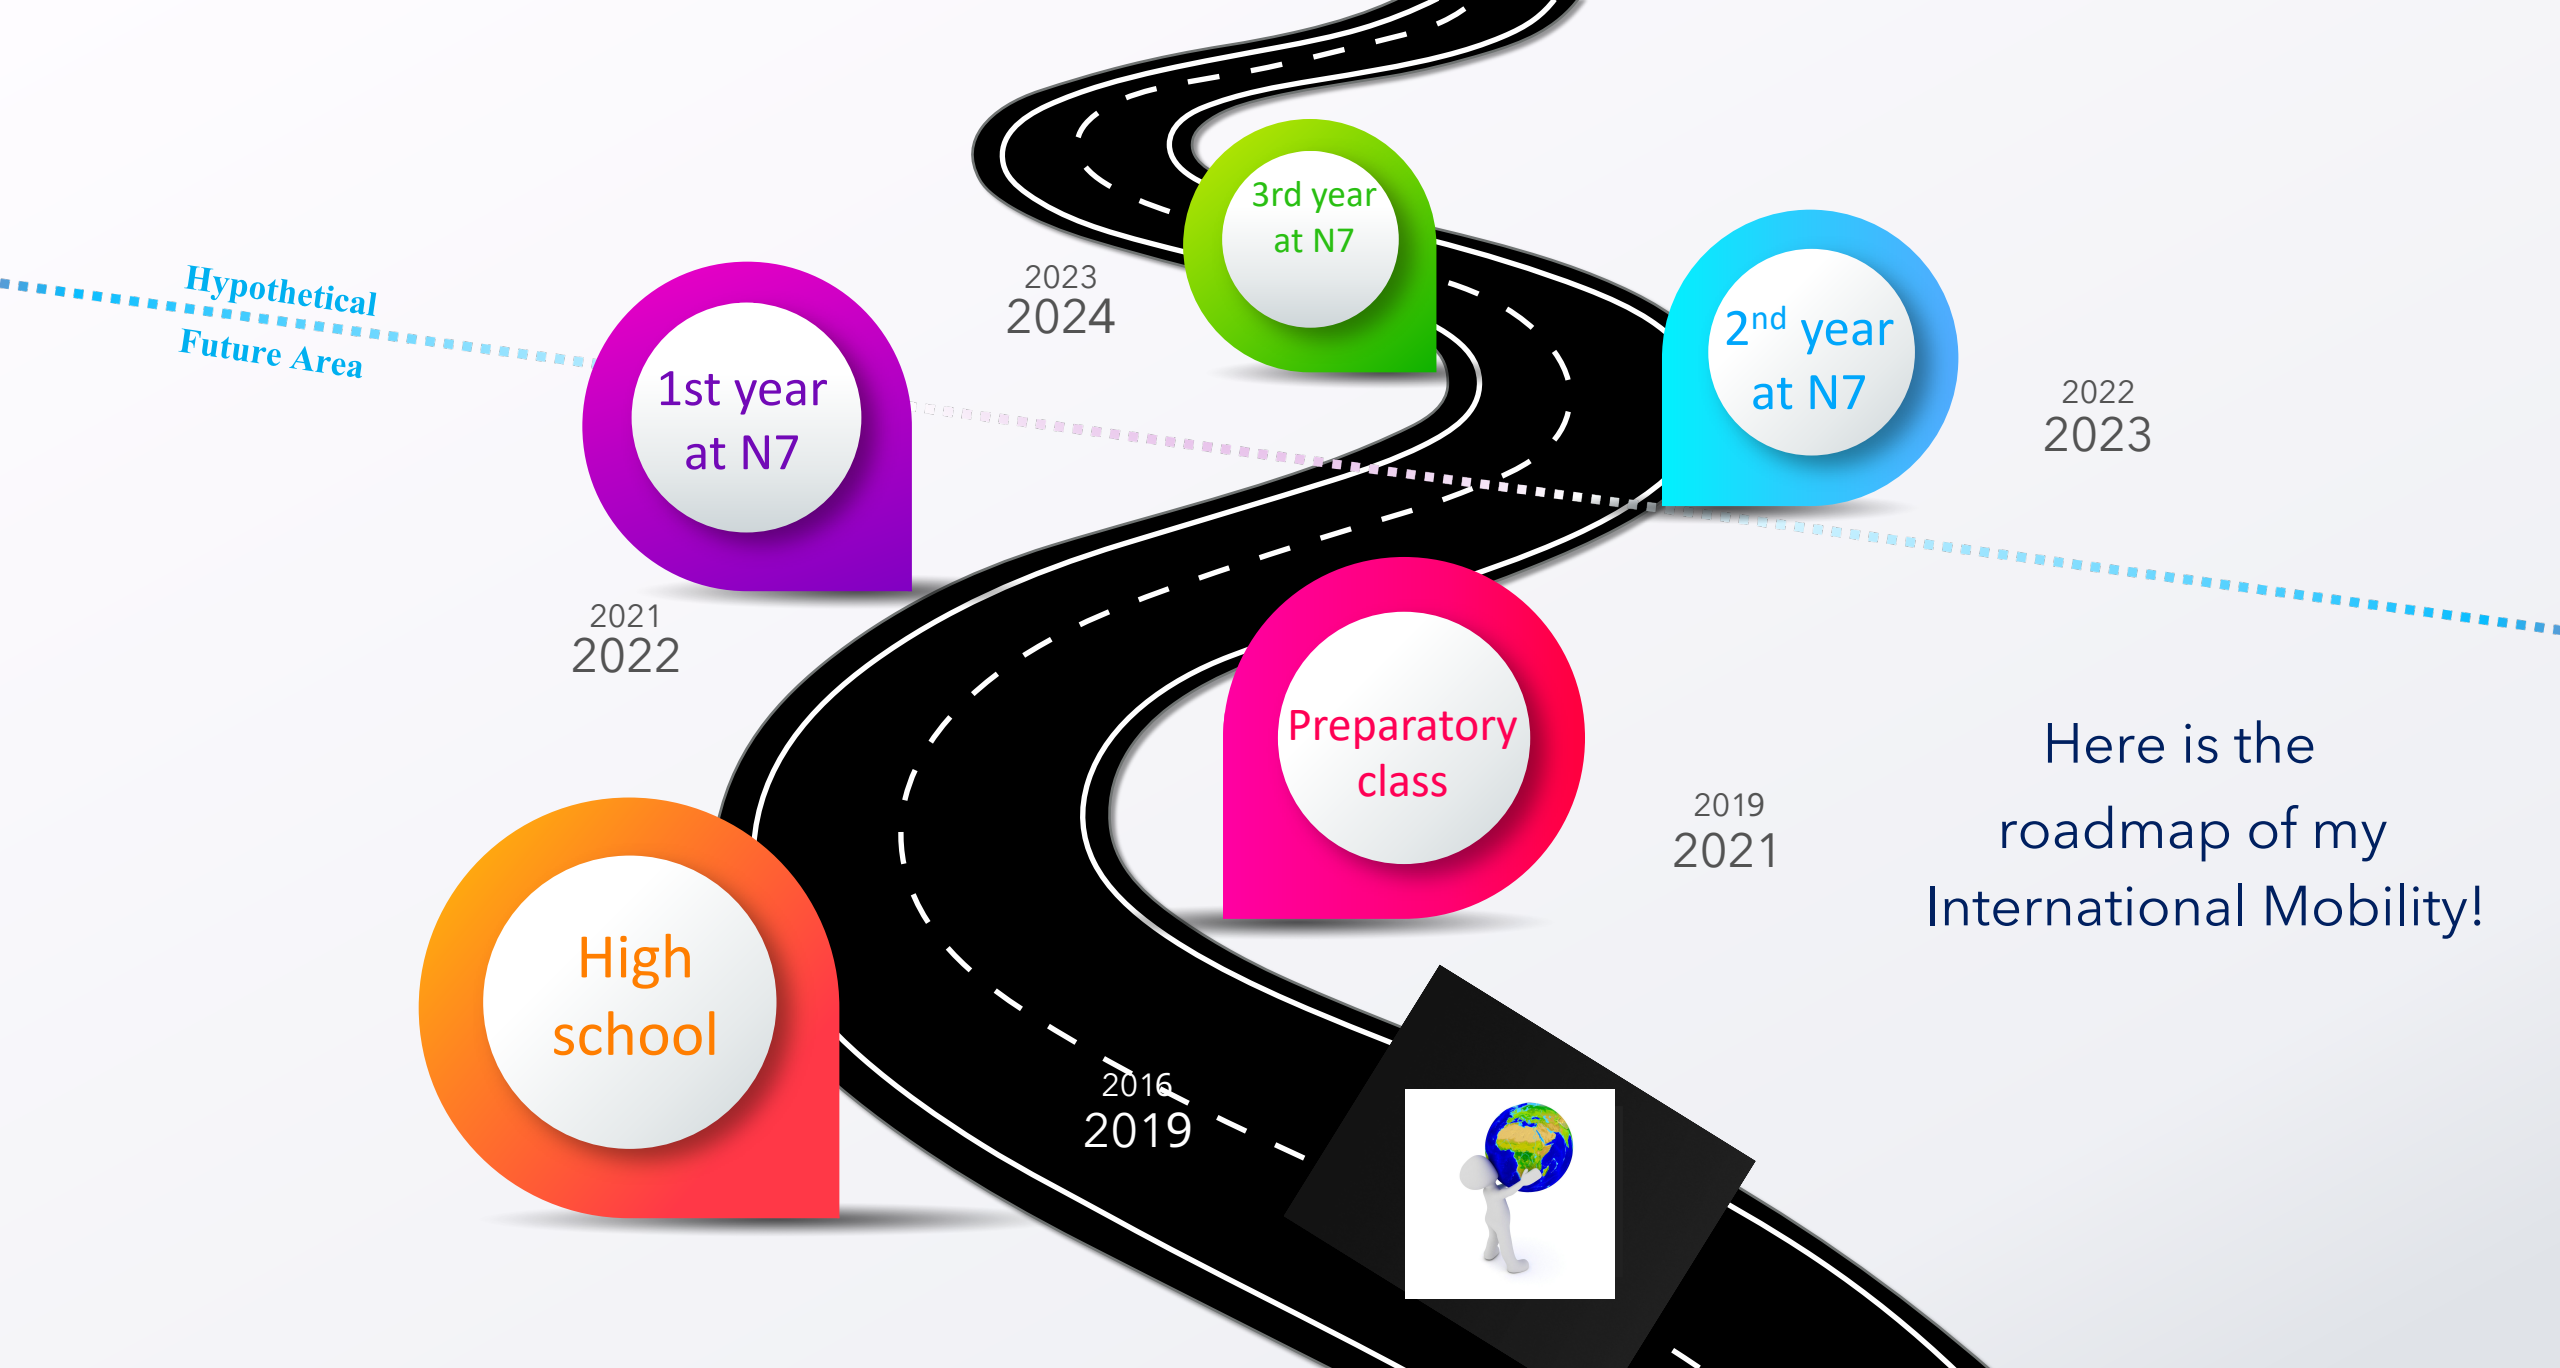 3rd year
at N7
2023
2024
Hypothetical
Future Area
1st year
at N7
2nd year
at N7
2022
2023
2021
2022
Preparatory
class
2019
2021
Here is the
roadmap of my
International Mobility!
High
school
2016
2019